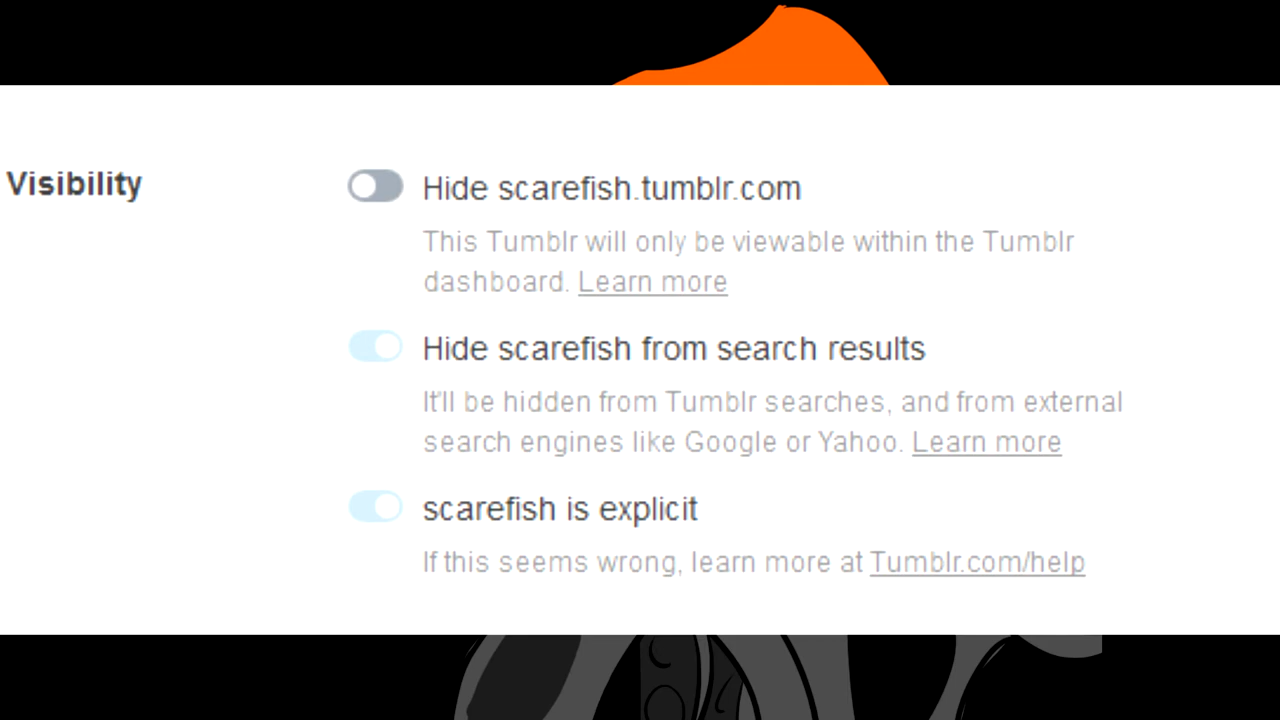 Visibility
Hide scarefish.tumblr.com
This Tumblr will only be viewable within the Tumblr
dashboard. Learn more
Hide scarefish from search results
It'll be hidden from Tumblr searches, and from external
search engines like Google or Yahoo. Learn more
scarefish is explicit
If this seems wrong, learn more at Tumblr.com/help